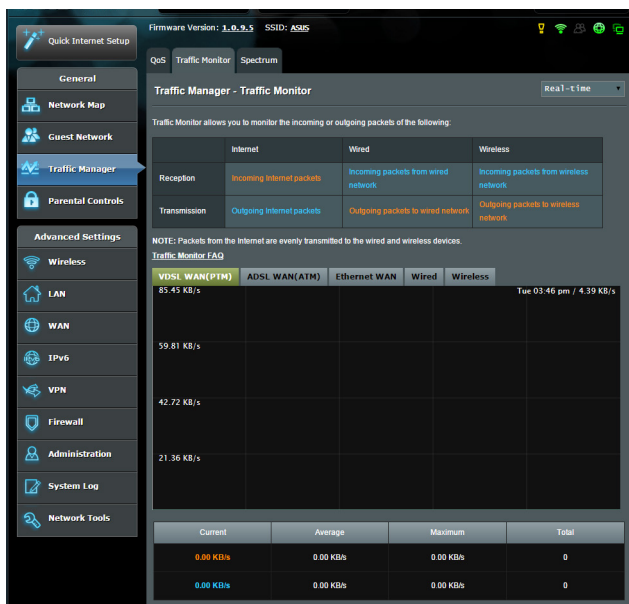 Firmware Version: 1.0.9.5 SSID: ASUS
Quick Internet Setup
General
Network Map
Guest Network
Traffic Manager
Parental Controls
Advanced Settings
Wireless
LAN
WAN
IPv6
VPN
Firewall
Administration
System Log
Network Tools
QoS Traffic Monitor Spectrum
Traffic Manager - Traffic Monitor
Real-time
Traffic Monitor allows you to monitor the incoming or outgoing packets of the following:
Internet Wired Wireless
Reception Incoming Internet packets Incoming packets from wired network Incoming packets from wireless network
Transmission Outgoing Internet packets Outgoing packets to wired network Outgoing packets to wireless network
NOTE: Packets from the Internet are evenly transmitted to the wired and wireless devices.
Traffic Monitor FAQ
VDSL WAN(PTM) ADSL WAN(ATM) Ethernet WAN Wired Wireless
85.45 KB/s Tue 03:46 pm / 4.39 KB/s
59.81 KB/s
42.72 KB/s
21.36 KB/s
Current Average Maximum Total
0.00 KB/s 0.00 KB/s 0.00 KB/s 0
0.00 KB/s 0.00 KB/s 0.00 KB/s 0